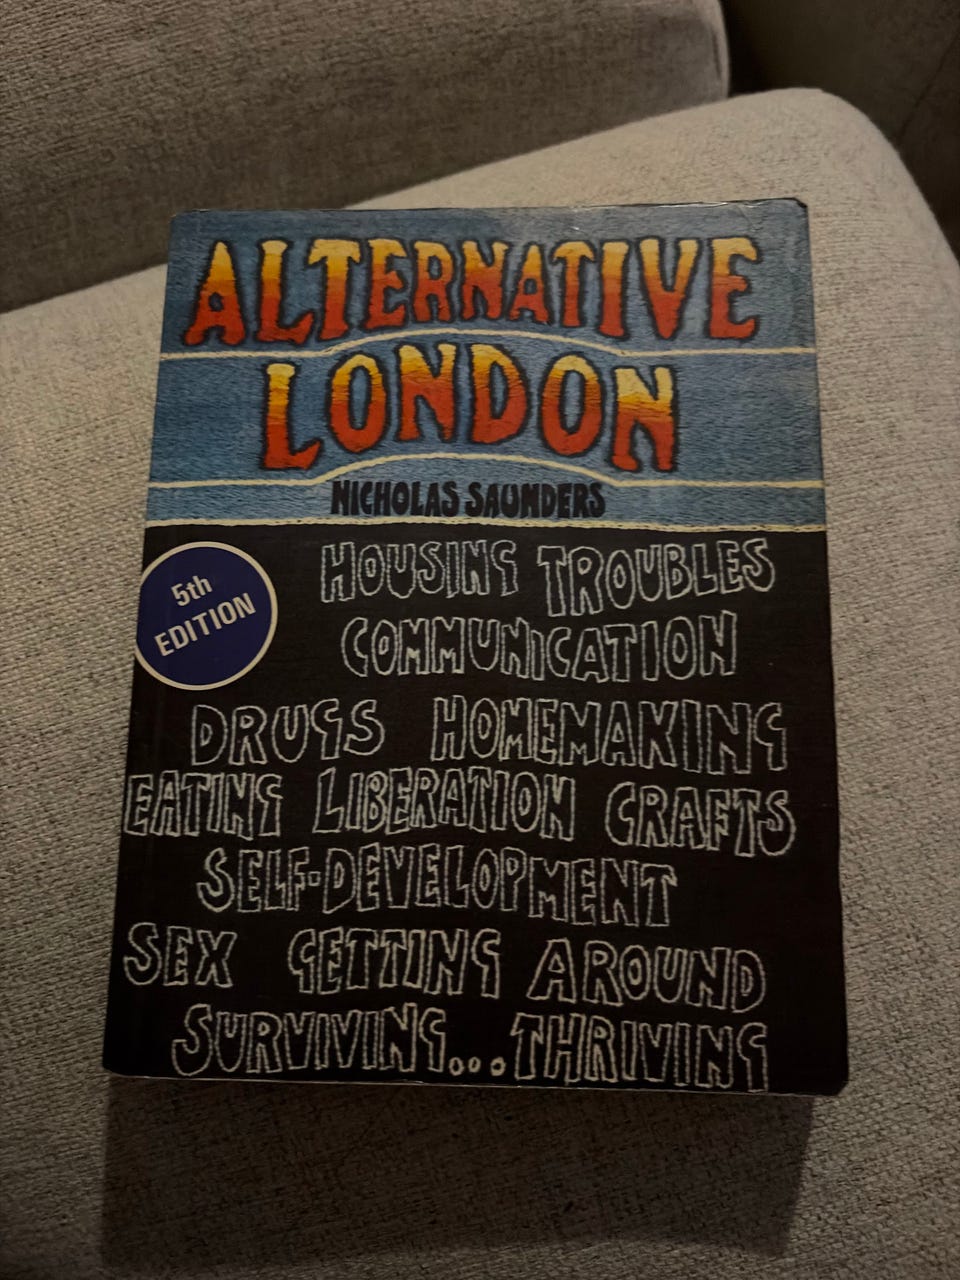 ALTERNATIVE
LONDON
NICHOLAS SAUNDERS
5th
EDITION
HOUSING TROUBLES
COMMUNICATION
DRUGS HOMEMAKING
EATING LIBERATION CRAFTS
SELF-DEVELOPMENT
SEX GETTING AROUND
SURVIVING...THRIVING